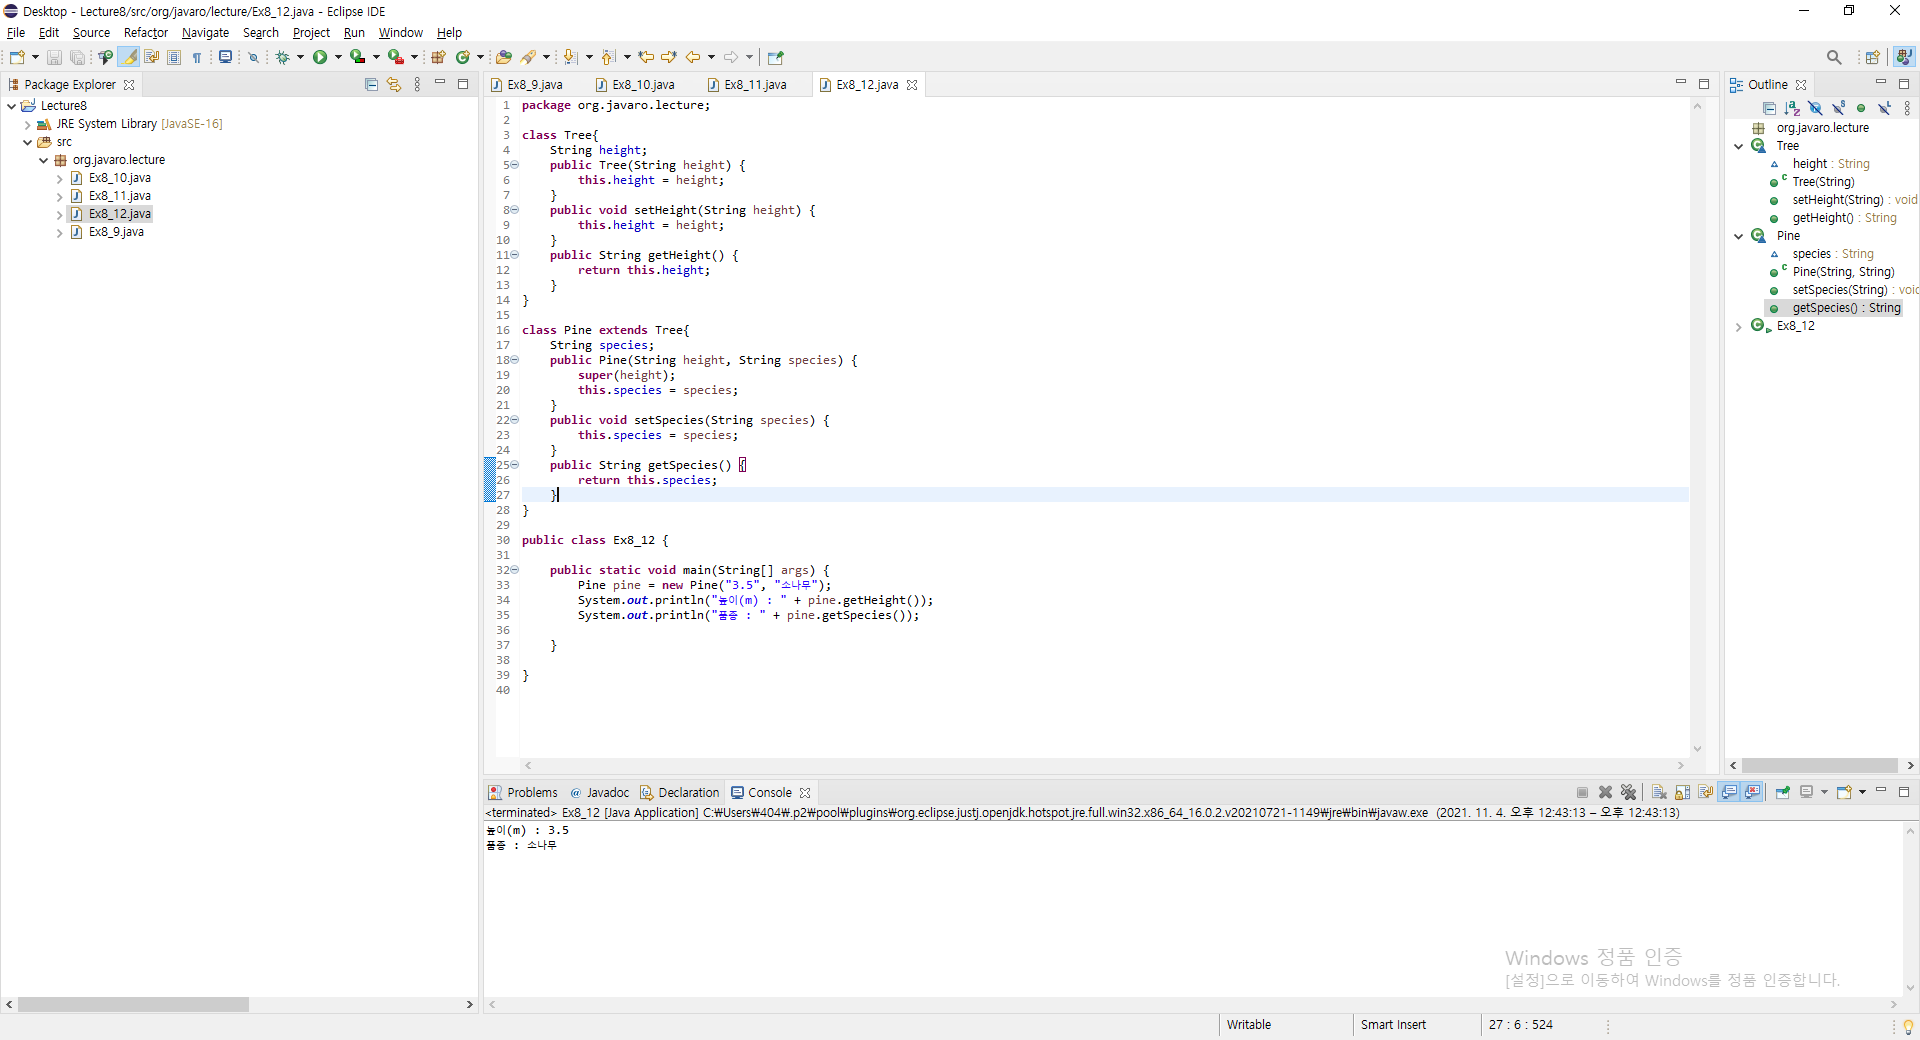 Desktop - Lecture8/src/org/javaro/lecture/Ex8_12.java - Eclipse IDE
File Edit Source Refactor Navigate Search Project Run Window Help
Package Explorer
Lecture8
JRE System Library [JavaSE-16]
src
org.javaro.lecture
Ex8_10.java
Ex8_11.java
Ex8_12.java
Ex8_9.java
Ex8_9.java Ex8_10.java Ex8_11.java Ex8_12.java
1 package org.javaro.lecture;
2
3 class Tree{
4 String height;
5 public Tree(String height) {
6 this.height = height;
7 }
8 public void setHeight(String height) {
9 this.height = height;
10 }
11 public String getHeight() {
12 return this.height;
13 }
14 }
15
16 class Pine extends Tree{
17 String species;
18 public Pine(String height, String species) {
19 super(height);
20 this.species = species;
21 }
22 public void setSpecies(String species) {
23 this.species = species;
24 }
25 public String getSpecies() {
26 return this.species;
27 }
28 }
29
30 public class Ex8_12 {
31
32 public static void main(String[] args) {
33 Pine pine = new Pine("3.5", "소나무");
34 System.out.println("높이(m) : " + pine.getHeight());
35 System.out.println("품종 : " + pine.getSpecies());
36
37 }
38
39 }
40
Outline
org.javaro.lecture
Tree
height : String
Tree(String)
setHeight(String) : void
getHeight() : String
Pine
species : String
Pine(String, String)
setSpecies(String) : void
getSpecies() : String
Ex8_12
Problems @ Javadoc Declaration Console
<terminated> Ex8_12 [Java Application] C:₩Users₩404₩.p2₩pool₩plugins₩org.eclipse.justj.openjdk.hotspot.jre.full.win32.x86_64_16.0.2.v20210721-1149₩jre₩bin₩javaw.exe (2021. 11. 4. 오후 12:43:13 – 오후 12:43:13)
높이(m) : 3.5
품종 : 소나무
Windows 정품 인증
[설정]으로 이동하여 Windows를 정품 인증합니다.
Writable Smart Insert 27 : 6 : 524